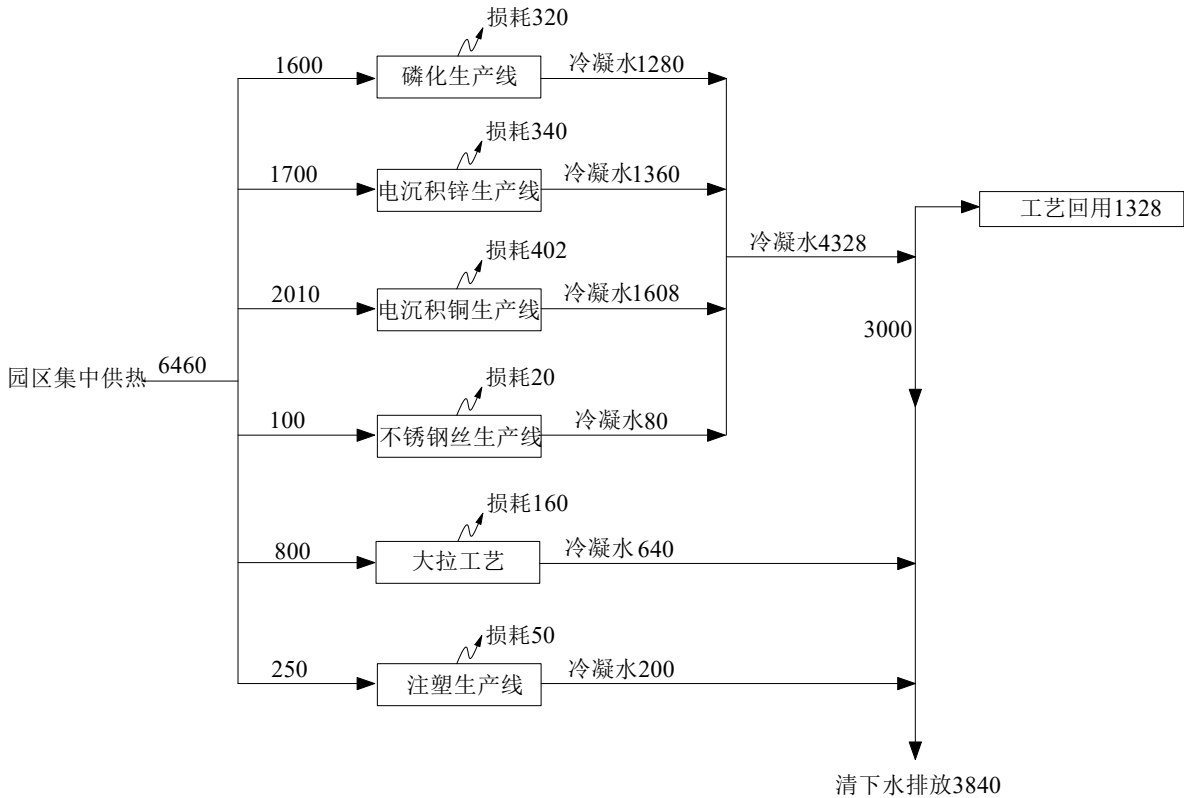 损耗320
1600
磷化生产线
冷凝水1280
损耗340
1700
电沉积锌生产线
冷凝水1360
工艺回用1328
损耗402
冷凝水4328
2010
电沉积铜生产线
冷凝水1608
3000
园区集中供热
6460
损耗20
100
不锈钢丝生产线
冷凝水80
损耗160
800
大拉工艺
冷凝水 640
损耗50
250
注塑生产线
冷凝水200
清下水排放3840